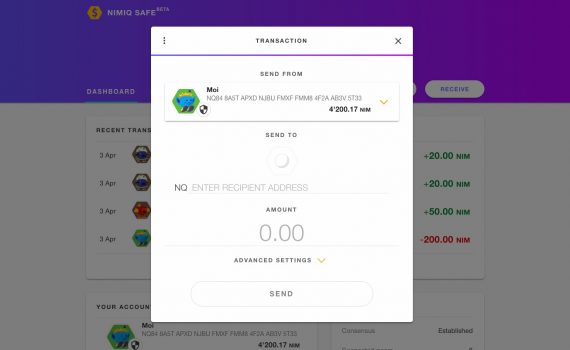 NIMIQ SAFE BETA
TRANSACTION
SEND FROM
Moi
NQ84 8A5T APXD NJBU FMXF FMM8 4F2A AB3V 5T33
4'200.17 NIM
SEND TO
NQ ENTER RECIPIENT ADDRESS
AMOUNT
0.00
ADVANCED SETTINGS
SEND
DASHBOARD
RECEIVE
RECENT TRANS
3 Apr
+20.00 NIM
3 Apr
+20.00 NIM
3 Apr
+50.00 NIM
3 Apr
-200.00 NIM
YOUR ACCOUNT
Moi
NQ84 8A5T APXD NJBU FMXF FMM8 4F2A AB3V 5T33
4'200.17 NIM
Consensus
Established